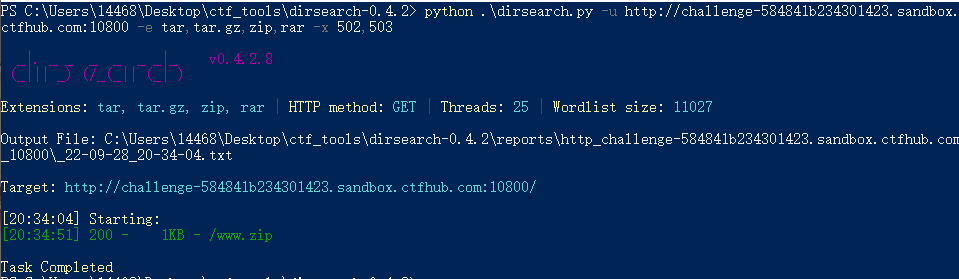 PS C:\Users\14468\Desktop\ctf_tools\dirsearch-0.4.2> python .\dirsearch.py -u http://challenge-584841b234301423.sandbox.
ctfhub.com:10800 -e tar,tar.gz,zip,rar -x 502,503
dirsearch v0.4.2.8
Extensions: tar, tar.gz, zip, rar | HTTP method: GET | Threads: 25 | Wordlist size: 11027
Output File: C:\Users\14468\Desktop\ctf_tools\dirsearch-0.4.2\reports\http_challenge-584841b234301423.sandbox.ctfhub.com
_10800\_22-09-28_20-34-04.txt
Target: http://challenge-584841b234301423.sandbox.ctfhub.com:10800/
[20:34:04] Starting:
[20:34:51] 200 -    1KB - /www.zip
Task Completed